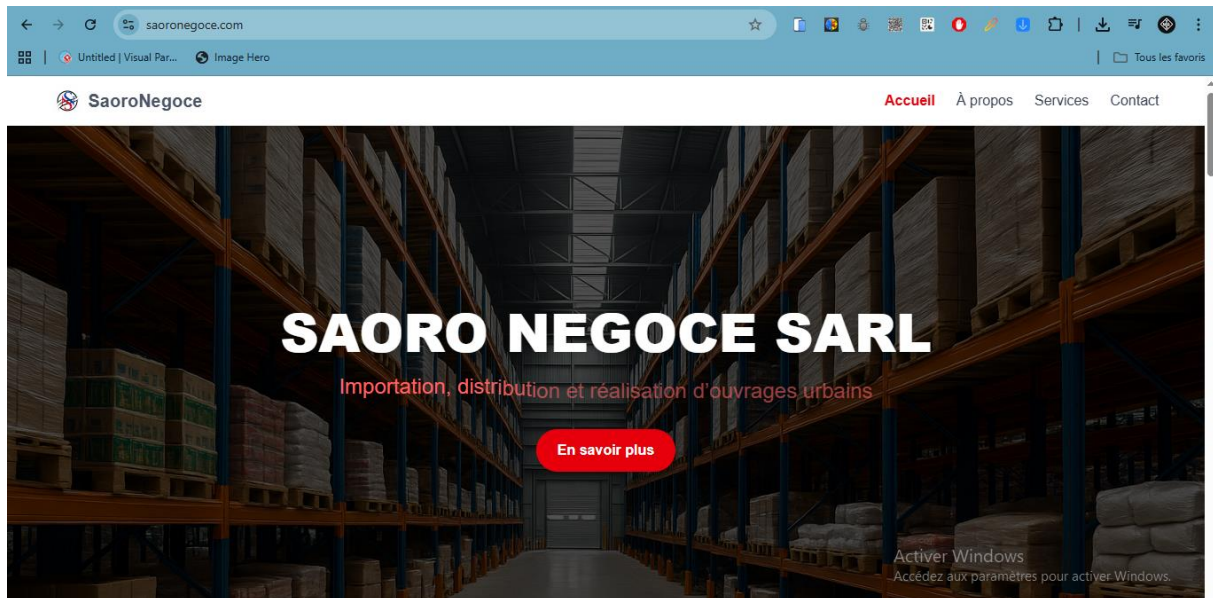 saoronegoce.com
Untitled | Visual Par...
Image Hero
Tous les favoris
SaoroNegoce
Accueil
À propos
Services
Contact
SAORO NEGOCE SARL
Importation, distribution et réalisation d'ouvrages urbains
En savoir plus
Activer Windows
Accédez aux paramètres pour activer Windows.